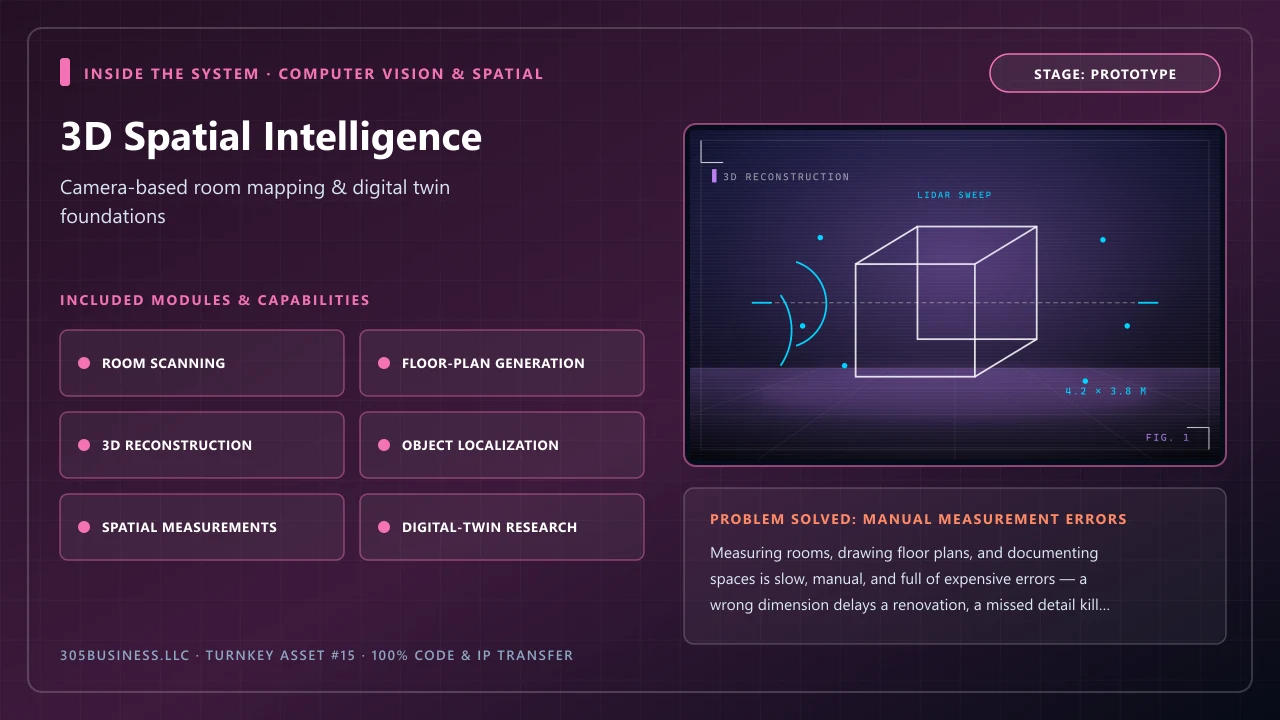 INSIDE THE SYSTEM · COMPUTER VISION & SPATIAL
STAGE: PROTOTYPE
3D Spatial Intelligence
Camera-based room mapping & digital twin
foundations
INCLUDED MODULES & CAPABILITIES
ROOM SCANNING
FLOOR-PLAN GENERATION
3D RECONSTRUCTION
OBJECT LOCALIZATION
SPATIAL MEASUREMENTS
DIGITAL-TWIN RESEARCH
3D RECONSTRUCTION
LIDAR SWEEP
4.2 × 3.8 M
FIG. 1
PROBLEM SOLVED: MANUAL MEASUREMENT ERRORS
Measuring rooms, drawing floor plans, and documenting
spaces is slow, manual, and full of expensive errors — a
wrong dimension delays a renovation, a missed detail kill...
305BUSINESS.LLC · TURNKEY ASSET #15 · 100% CODE & IP TRANSFER